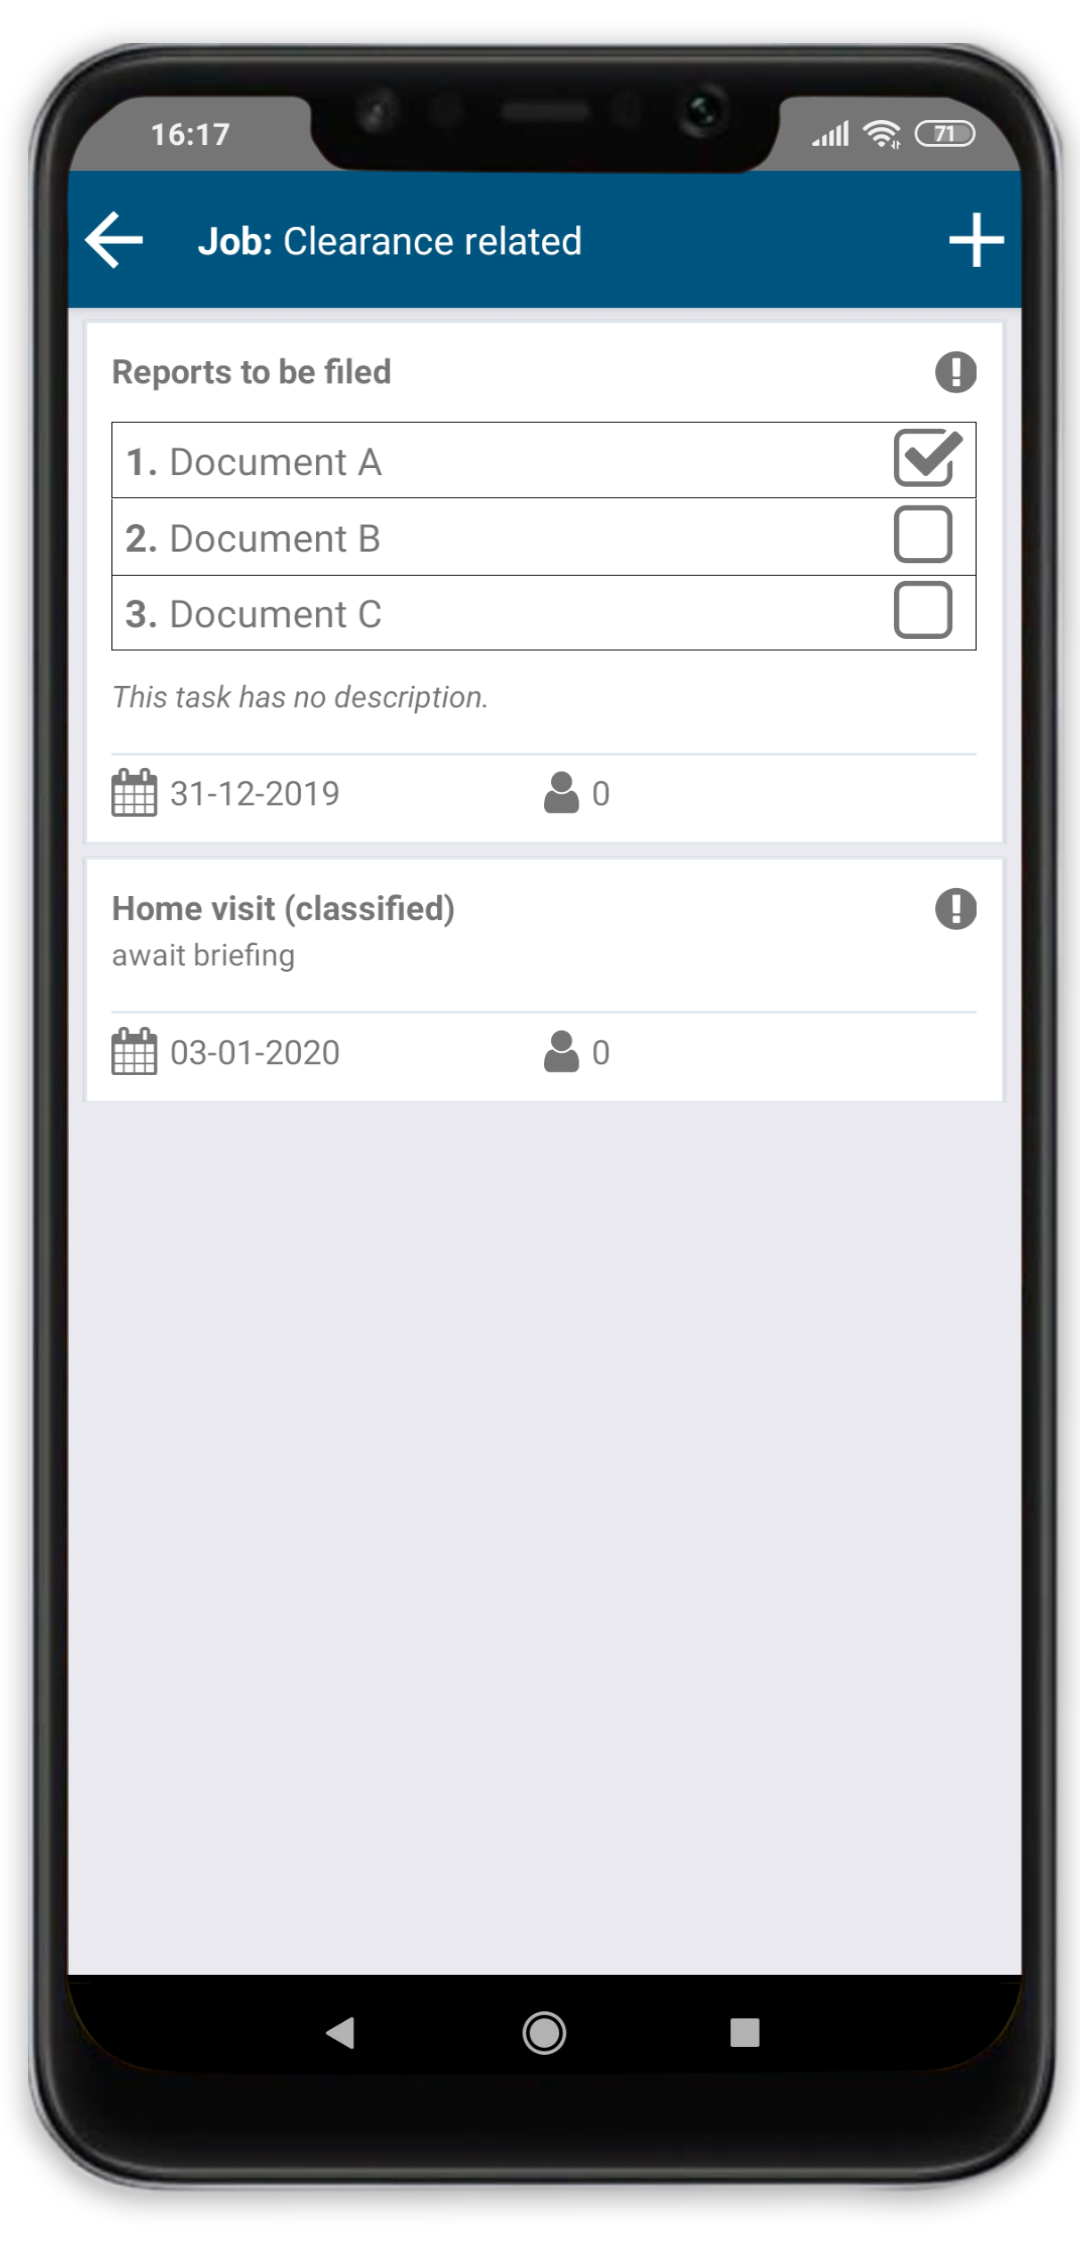 16:17
71
Job: Clearance related
Reports to be filed
1. Document A
2. Document B
3. Document C
This task has no description.
31-12-2019
0
Home visit (classified)
await briefing
03-01-2020
0